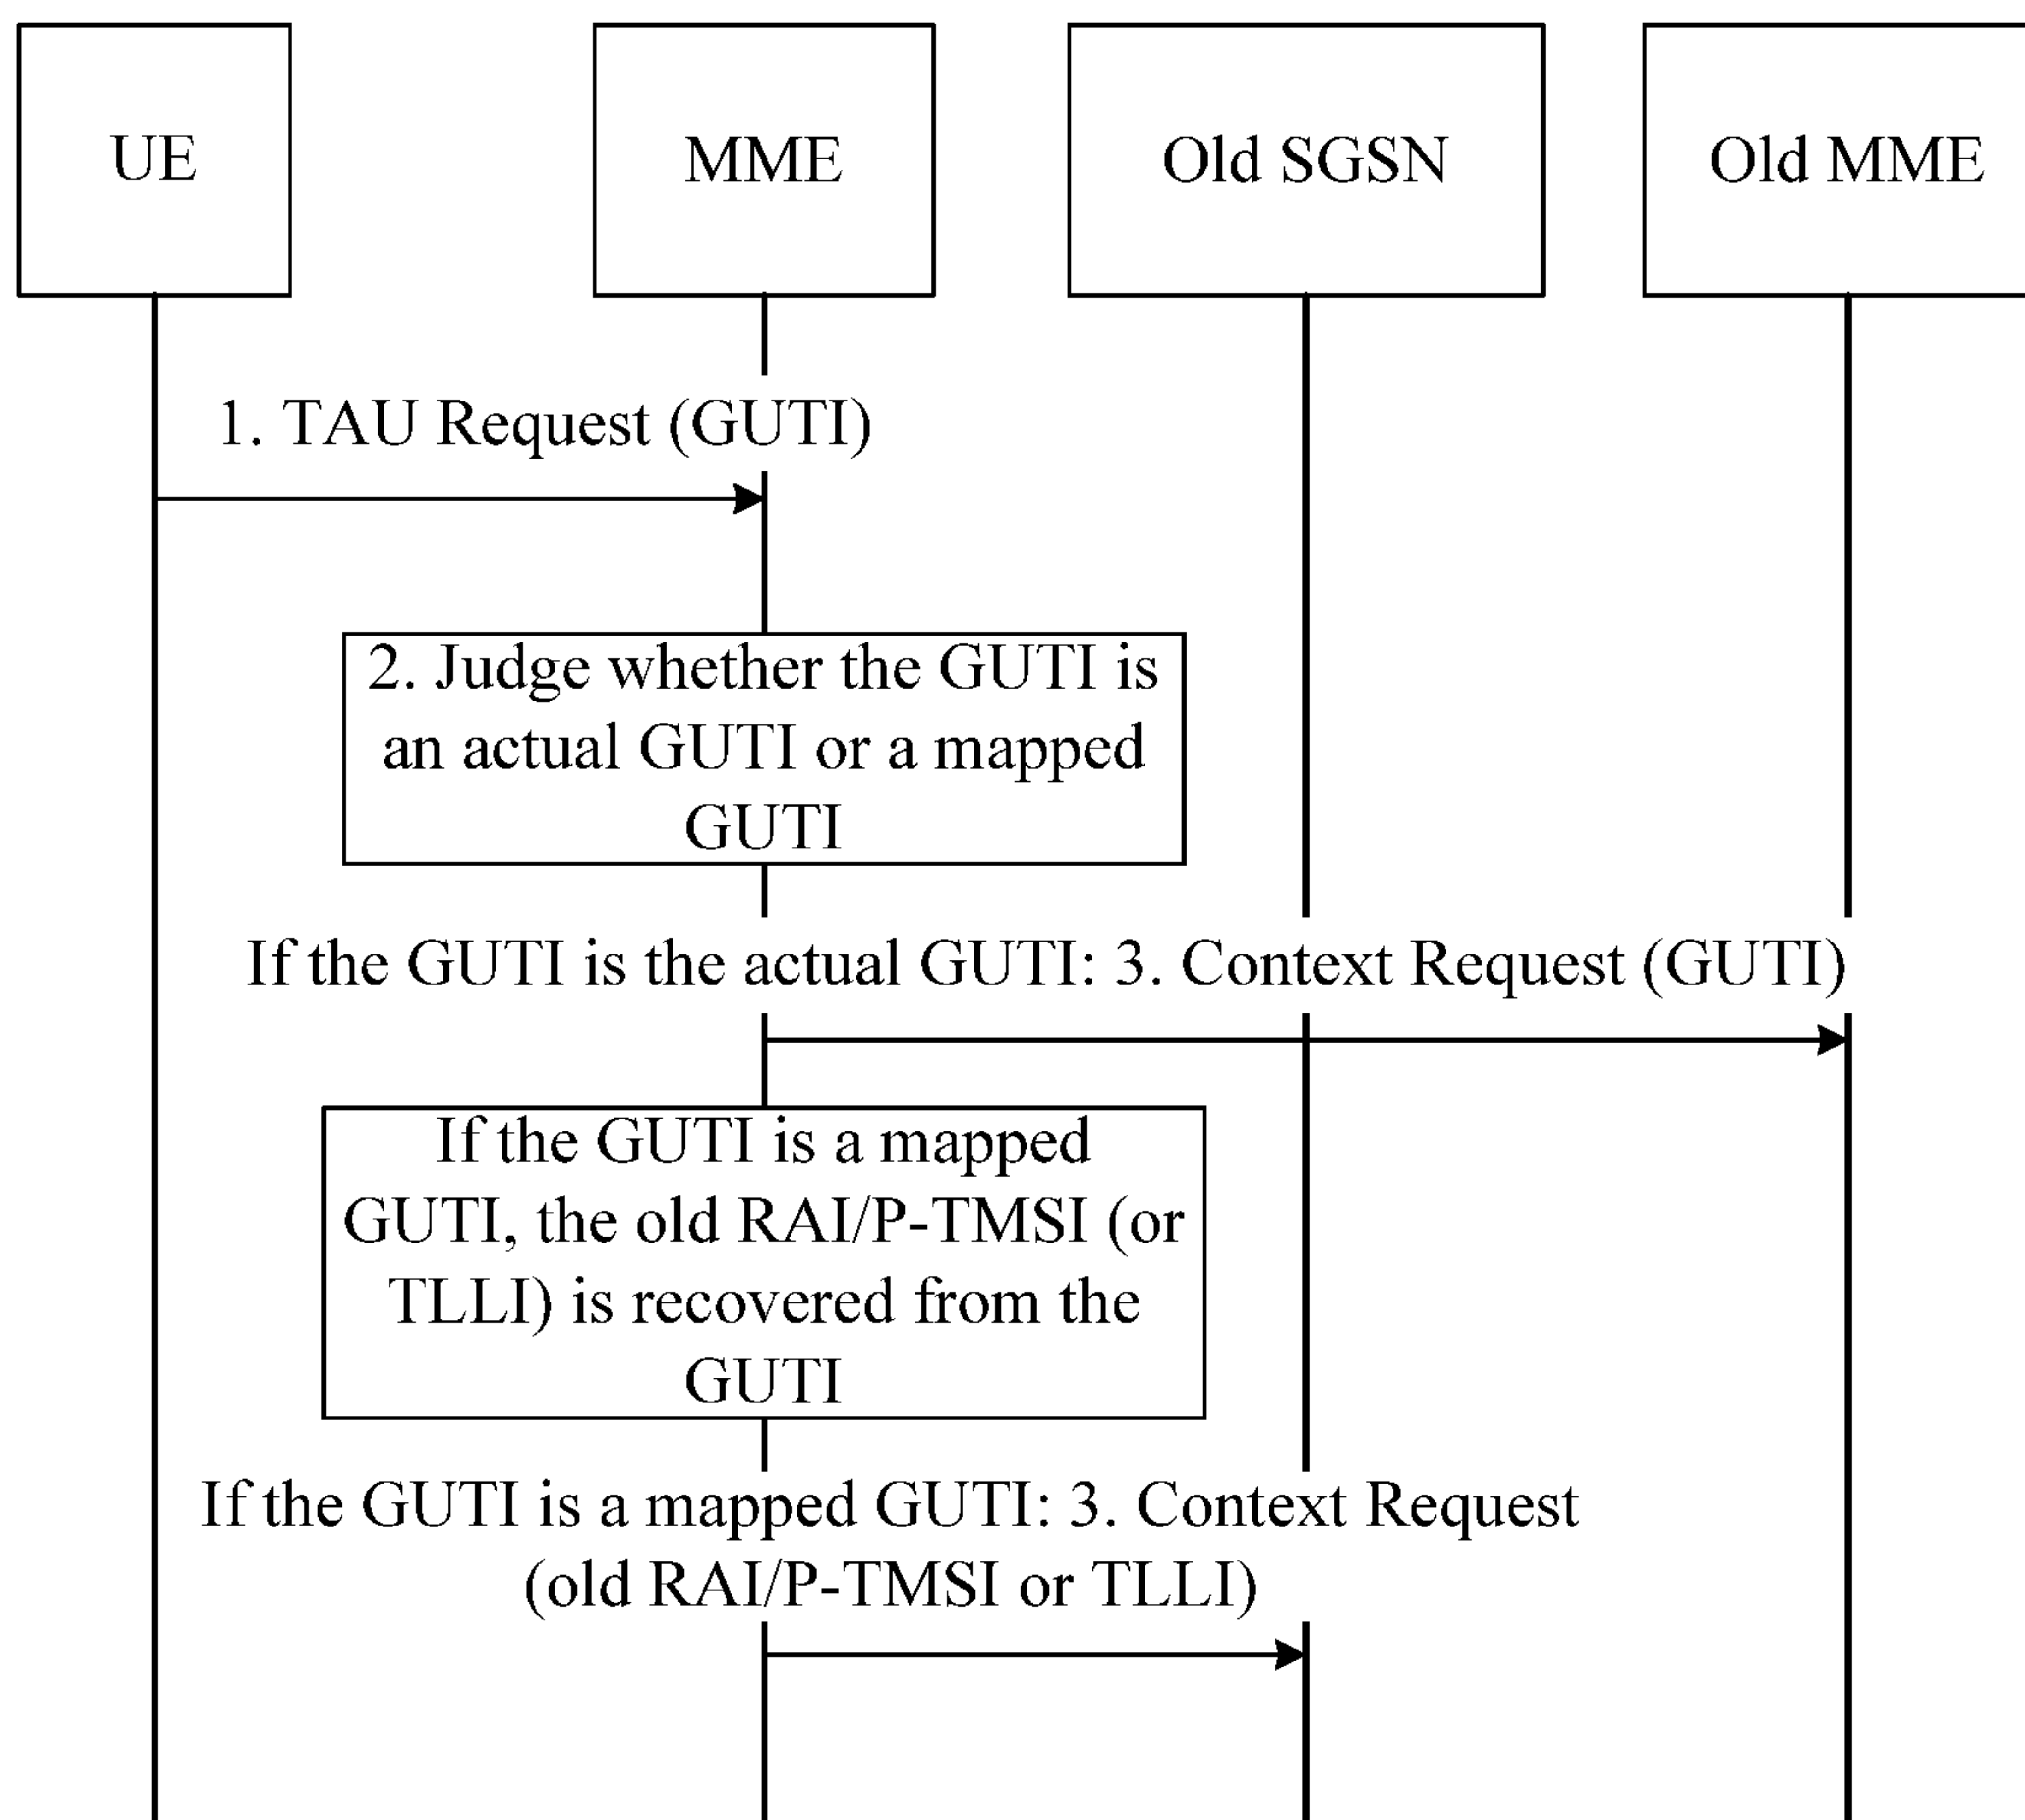 UE
MME
Old SGSN
Old MME
1. TAU Request (GUTI)
2. Judge whether the GUTI is
an actual GUTI or a mapped
GUTI
If the GUTI is the actual GUTI: 3. Context Request (GUTI)
If the GUTI is a mapped
GUTI, the old RAI/P-TMSI (or
TLLI) is recovered from the
GUTI
If the GUTI is a mapped GUTI: 3. Context Request
(old RAI/P-TMSI or TLLI)